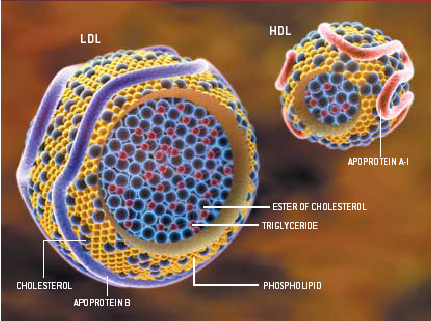 LDL
HDL
APOPROTEIN A-I
ESTER OF CHOLESTEROL
TRIGLYCERIDE
CHOLESTEROL
PHOSPHOLIPID
APOPROTEIN B